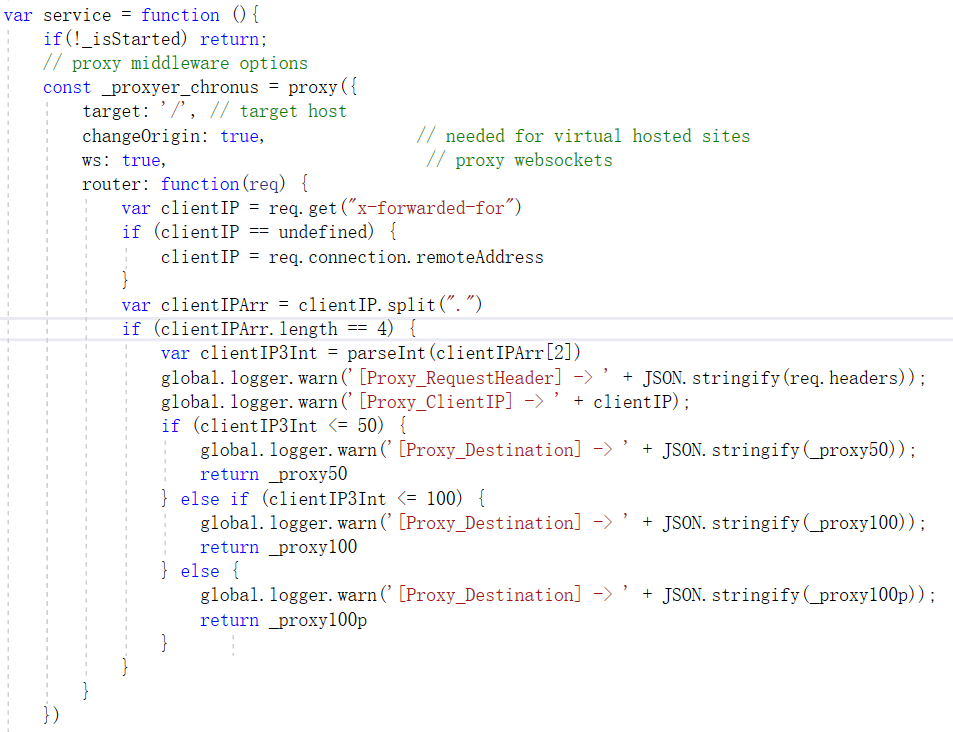 var service = function (){
    if(!_isStarted) return;
    // proxy middleware options
    const _proxyer_chronus = proxy({
        target: '/', // target host
        changeOrigin: true,               // needed for virtual hosted sites
        ws: true,                          // proxy websockets
        router: function(req) {
            var clientIP = req.get("x-forwarded-for")
            if (clientIP == undefined) {
                clientIP = req.connection.remoteAddress
            }
            var clientIPArr = clientIP.split(".")
            if (clientIPArr.length == 4) {
                var clientIP3Int = parseInt(clientIPArr[2])
                global.logger.warn('[Proxy_RequestHeader] -> ' + JSON.stringify(req.headers));
                global.logger.warn('[Proxy_ClientIP] -> ' + clientIP);
                if (clientIP3Int <= 50) {
                    global.logger.warn('[Proxy_Destination] -> ' + JSON.stringify(_proxy50));
                    return _proxy50
                } else if (clientIP3Int <= 100) {
                    global.logger.warn('[Proxy_Destination] -> ' + JSON.stringify(_proxy100));
                    return _proxy100
                } else {
                    global.logger.warn('[Proxy_Destination] -> ' + JSON.stringify(_proxy100p));
                    return _proxy100p
                }
            }
        }
    })